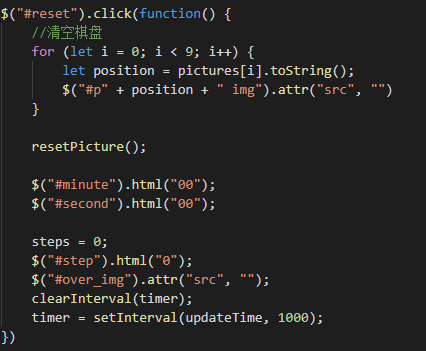 $("#reset").click(function() {
    //清空棋盘
    for (let i = 0; i < 9; i++) {
        let position = pictures[i].toString();
        $("#p" + position + " img").attr("src", "")
    }

    resetPicture();

    $("#minute").html("00");
    $("#second").html("00");

    steps = 0;
    $("#step").html("0");
    $("#over_img").attr("src", "");
    clearInterval(timer);
    timer = setInterval(updateTime, 1000);
})